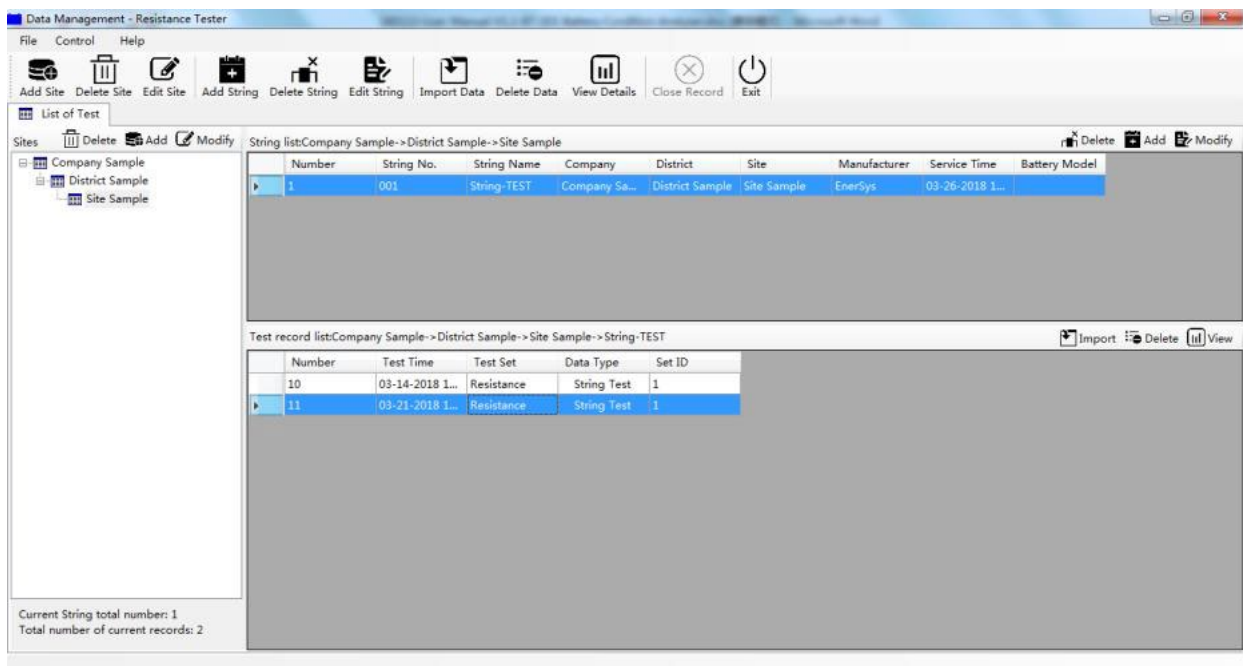 Data Management - Resistance Tester
File Control Help
Add Site Delete Site Edit Site Add String Delete String Edit String Import Data Delete Data View Details Close Record Exit
List of Test
Sites Delete Add Modify
Company Sample
District Sample
Site Sample
Current String total number: 1
Total number of current records: 2
String list:Company Sample->District Sample->Site Sample Delete Add Modify
Number String No. String Name Company District Site Manufacturer Service Time Battery Model
1 001 String-TEST Company Sa... District Sample Site Sample EnerSys 03-26-2018 1...
Test record list:Company Sample->District Sample->Site Sample->String-TEST Import Delete View
Number Test Time Test Set Data Type Set ID
10 03-14-2018 1... Resistance String Test 1
11 03-21-2018 1... Resistance String Test 1